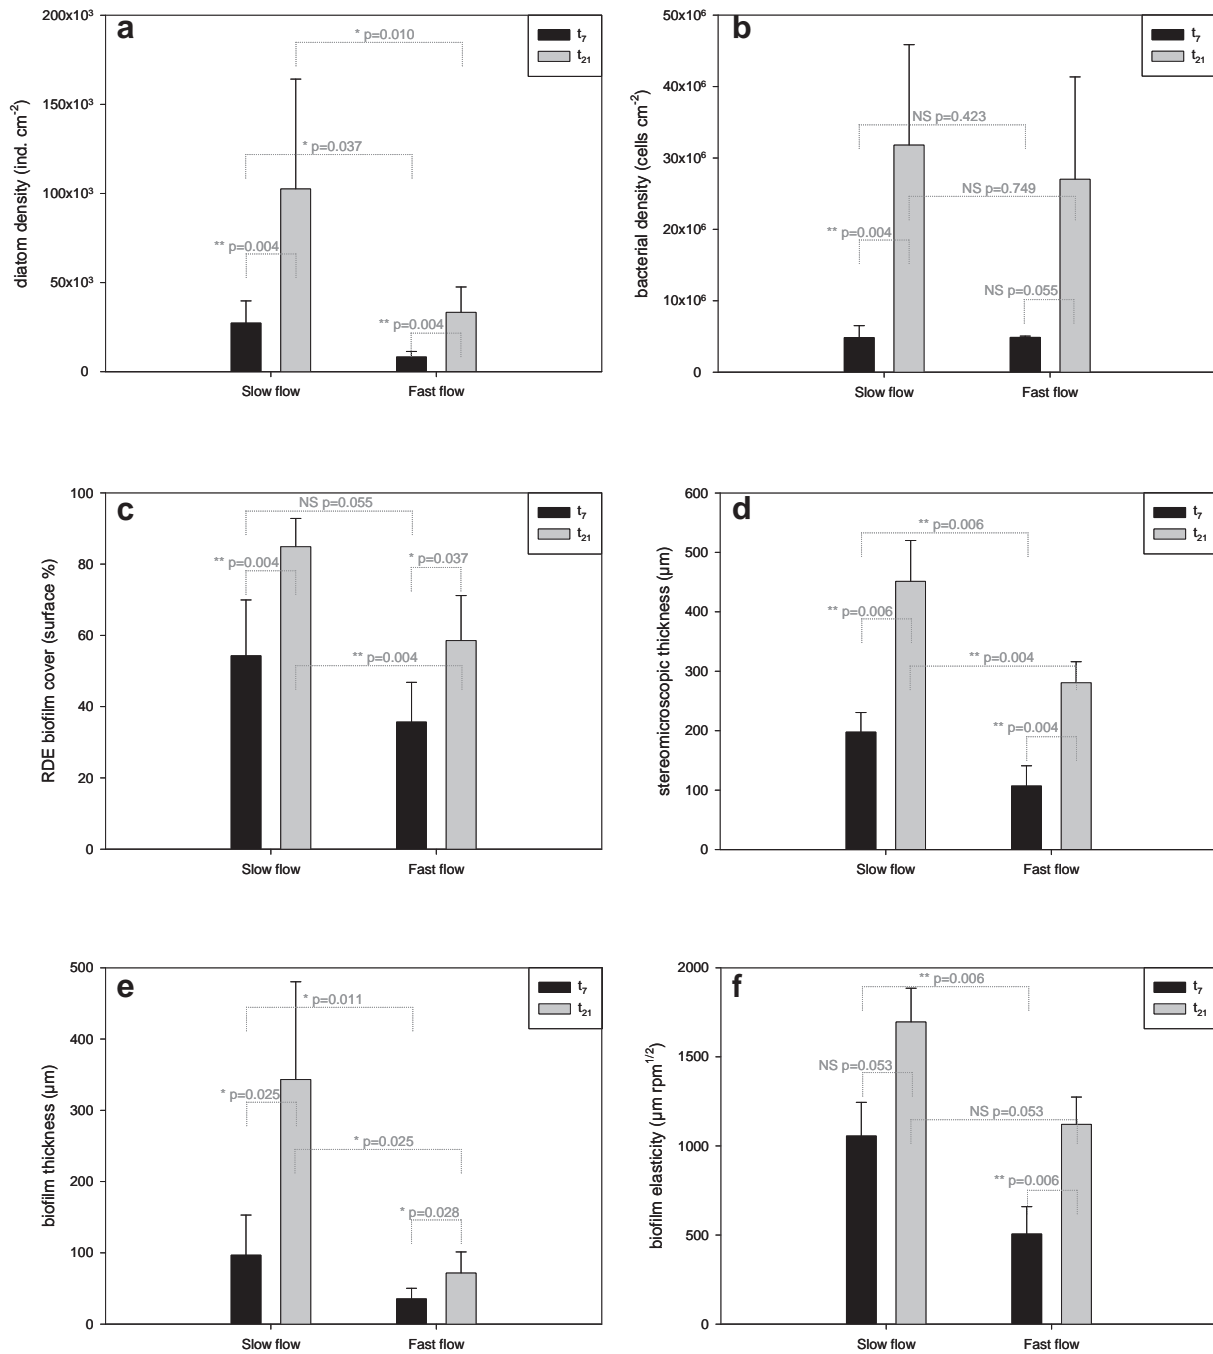 a
200x10³
150x10³
100x10³
50x10³
0
diatom density (ind. cm⁻²)
t₇
t₂₁
* p=0.010
* p=0.037
** p=0.004
** p=0.004
Slow flow
Fast flow
b
50x10⁶
40x10⁶
30x10⁶
20x10⁶
10x10⁶
0
bacterial density (cells cm⁻²)
t₇
t₂₁
NS p=0.423
NS p=0.749
** p=0.004
NS p=0.055
Slow flow
Fast flow
c
100
80
60
40
20
0
RDE biofilm cover (surface %)
t₇
t₂₁
NS p=0.055
** p=0.004
* p=0.037
** p=0.004
Slow flow
Fast flow
d
600
500
400
300
200
100
0
stereomicroscopic thickness (µm)
t₇
t₂₁
** p=0.006
** p=0.006
** p=0.004
** p=0.004
Slow flow
Fast flow
e
500
400
300
200
100
0
biofilm thickness (µm)
t₇
t₂₁
* p=0.011
* p=0.025
* p=0.025
* p=0.028
Slow flow
Fast flow
f
2000
1500
1000
500
0
biofilm elasticity (µm rpm¹ᐟ²)
t₇
t₂₁
** p=0.006
NS p=0.053
NS p=0.053
** p=0.006
Slow flow
Fast flow